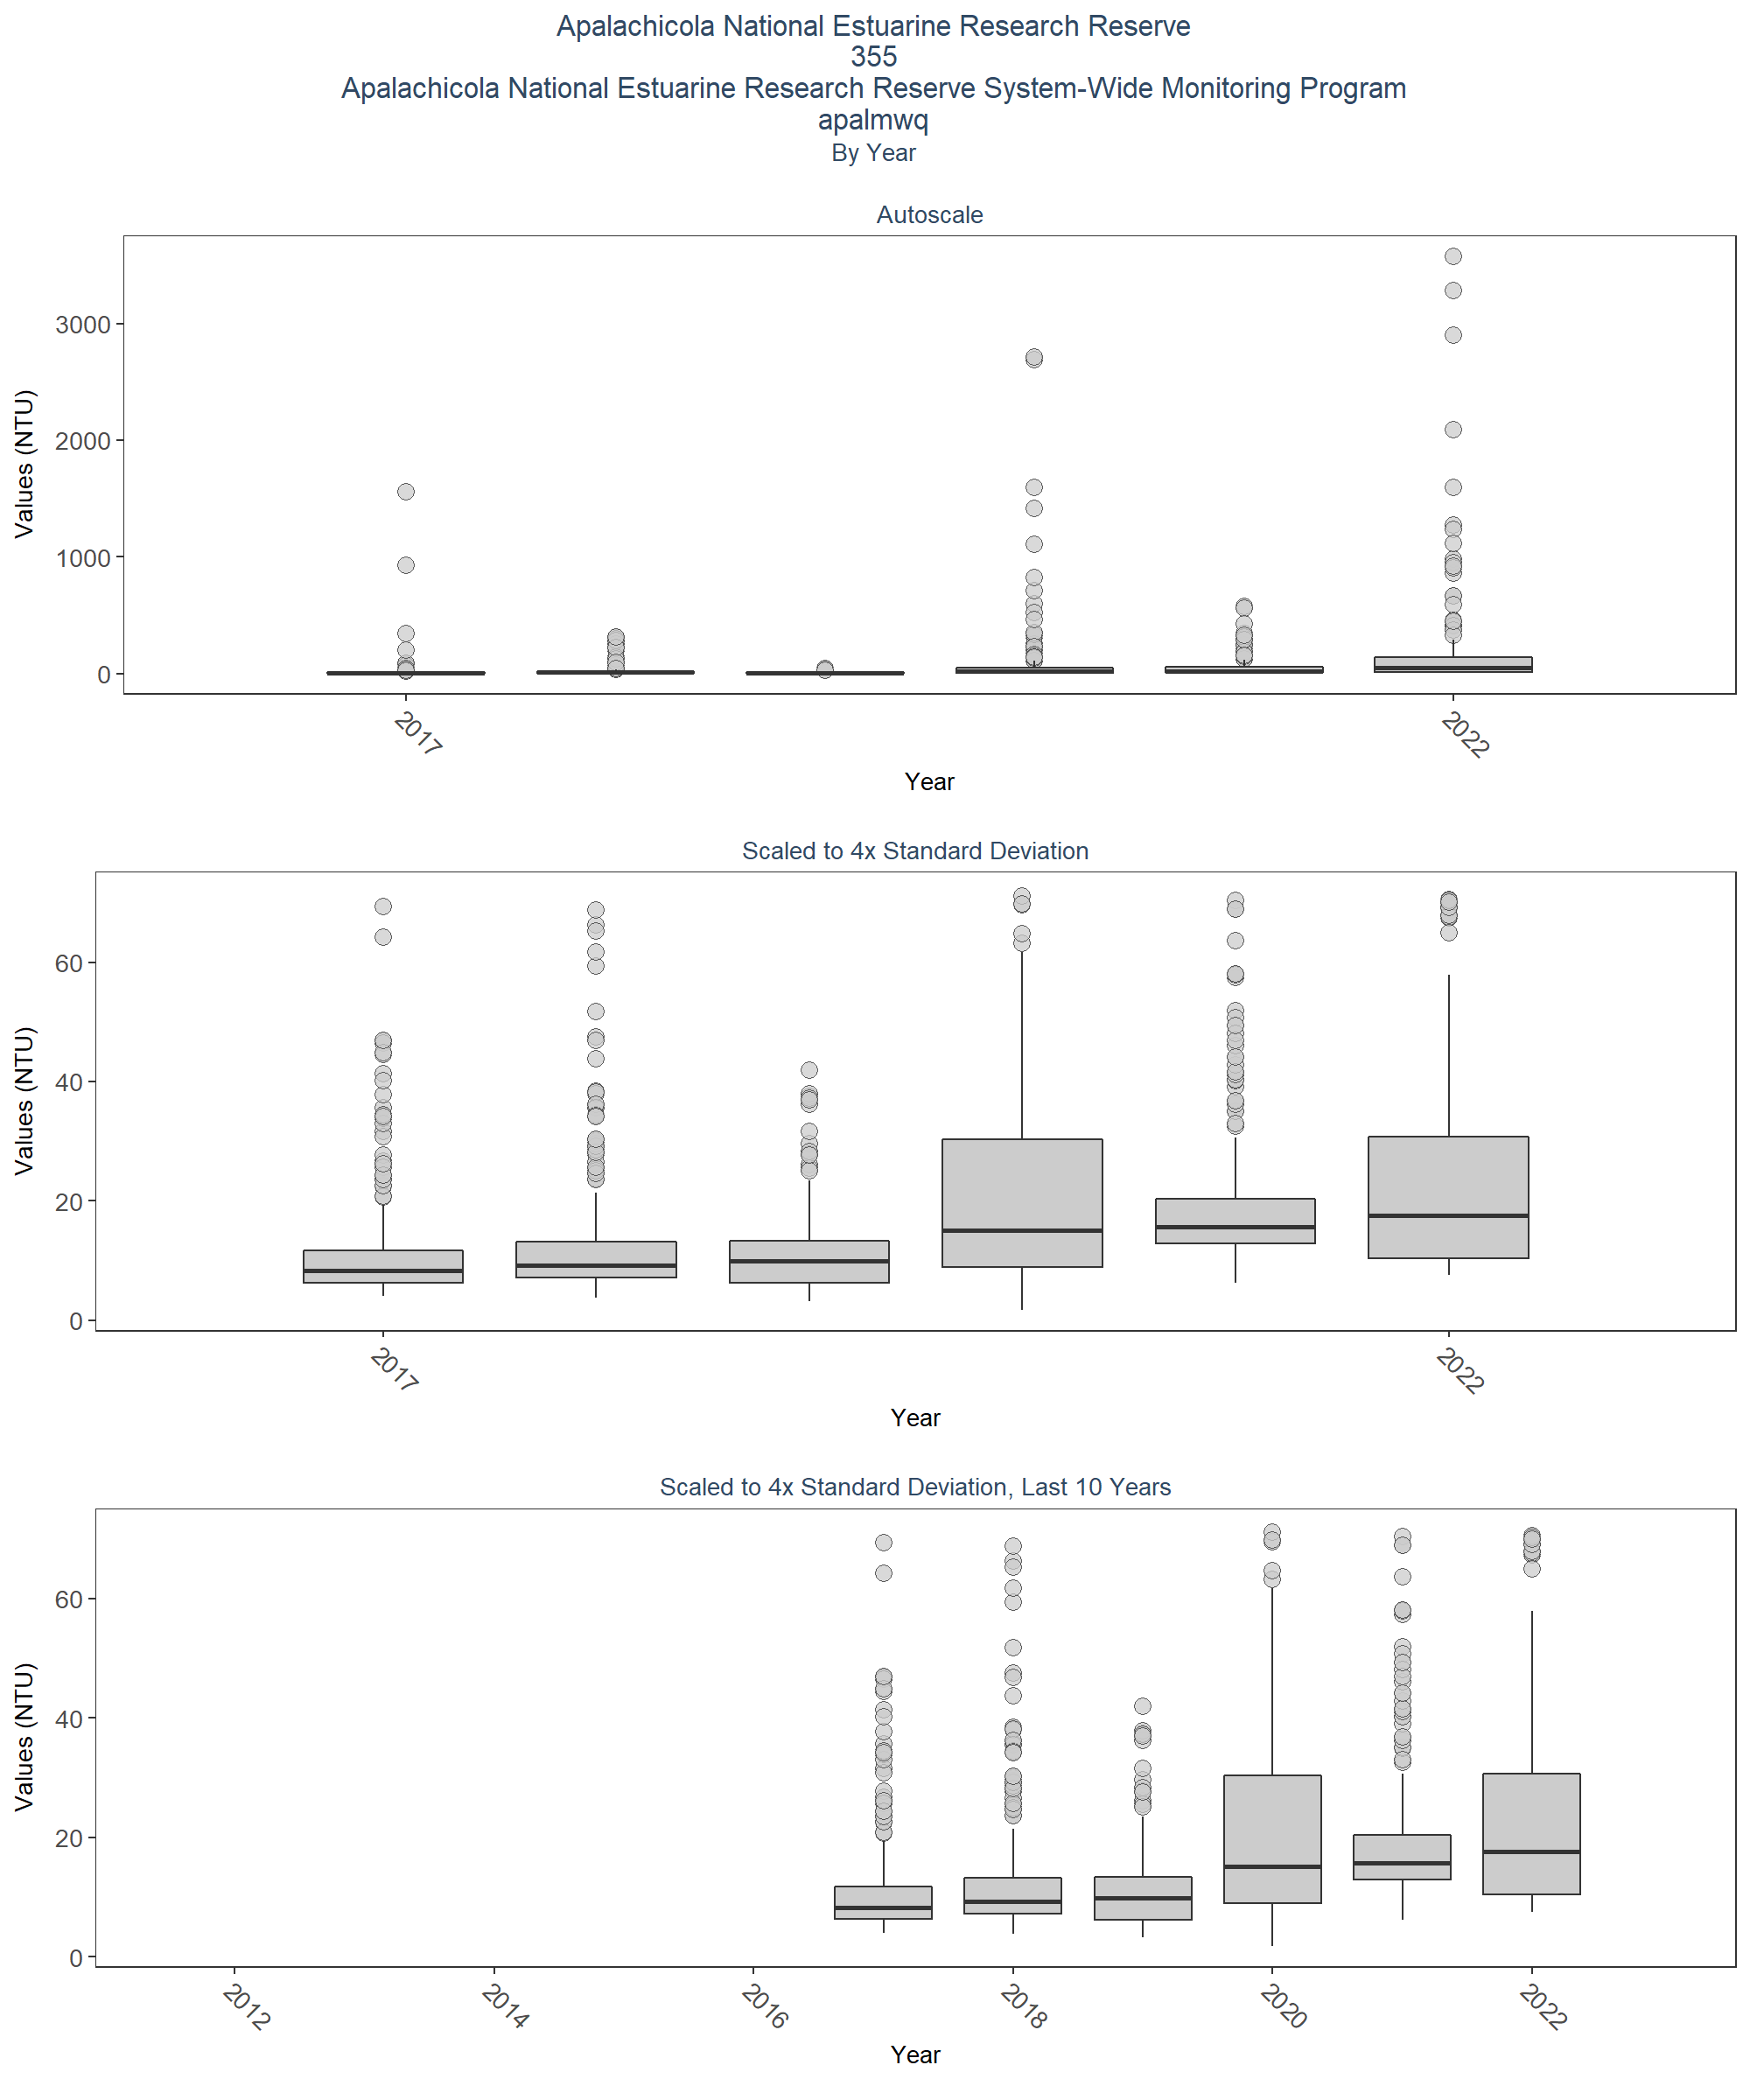 Apalachicola National Estuarine Research Reserve
355
Apalachicola National Estuarine Research Reserve System-Wide Monitoring Program
apalmwq
By Year
Autoscale
Values (NTU)
3000
2000
1000
0
2017
2022
Year
Scaled to 4x Standard Deviation
Values (NTU)
60
40
20
0
2017
2022
Year
Scaled to 4x Standard Deviation, Last 10 Years
Values (NTU)
60
40
20
0
2012
2014
2016
2018
2020
2022
Year